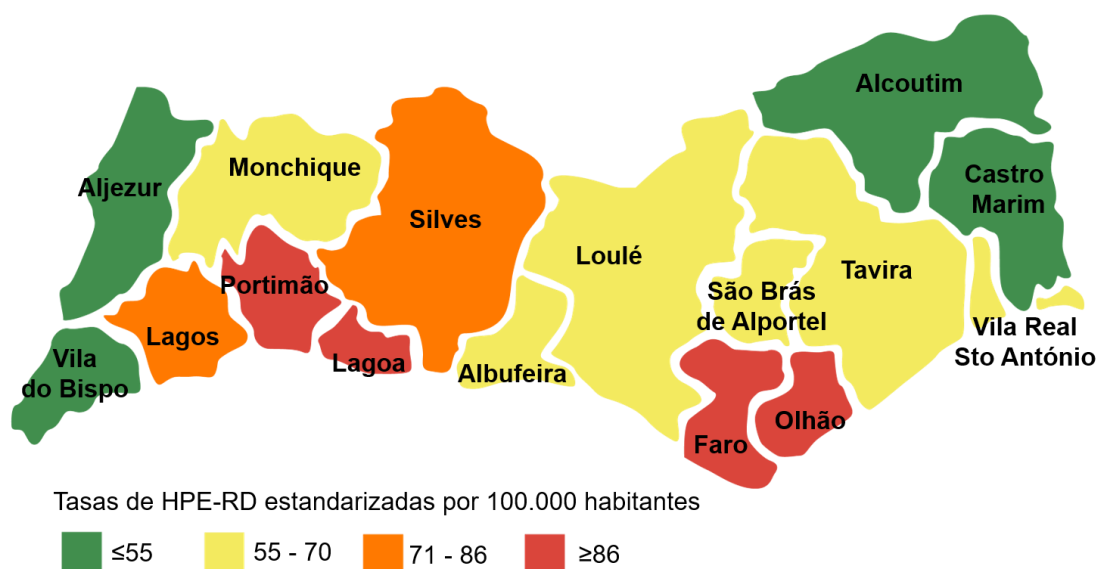 Alcoutim
Monchique
Aljezur
Castro
Marim
Silves
Loulé
Tavira
Portimão
São Brás
de Alportel
Lagos
Vila Real
Sto António
Vila
do Bispo
Lagoa
Albufeira
Olhão
Faro
Tasas de HPE-RD estandarizadas por 100.000 habitantes
≤55 55 - 70 71 - 86 ≥86